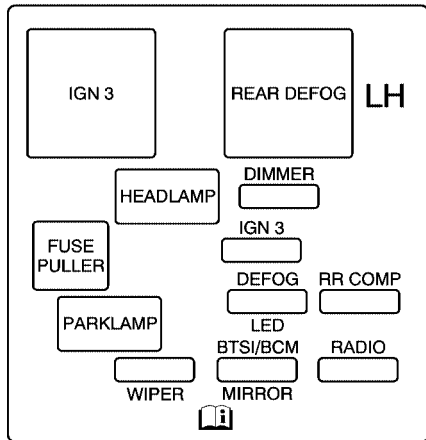 IGN 3
REAR DEFOG
LH
DIMMER
HEADLAMP
IGN 3
FUSE
PULLER
DEFOG
LED
RR COMP
PARKLAMP
BTSI/BCM
MIRROR
RADIO
WIPER
i